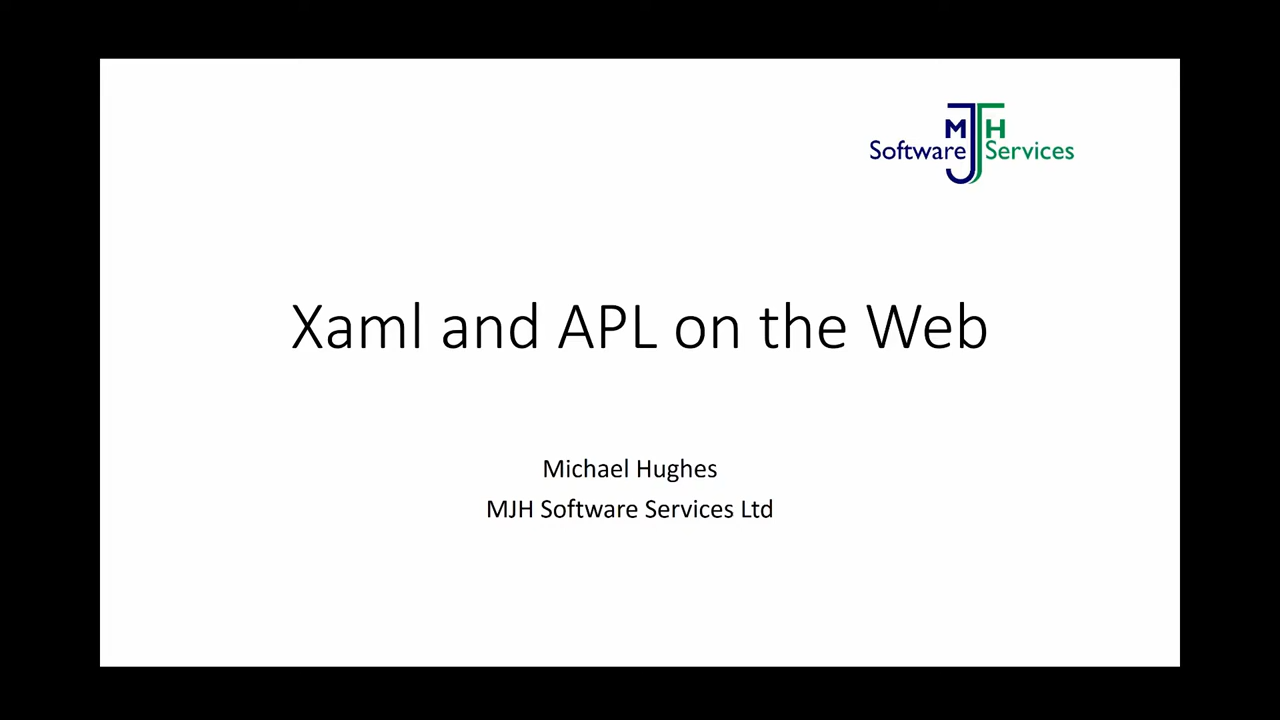 MJH
Software Services
Xaml and APL on the Web
Michael Hughes
MJH Software Services Ltd